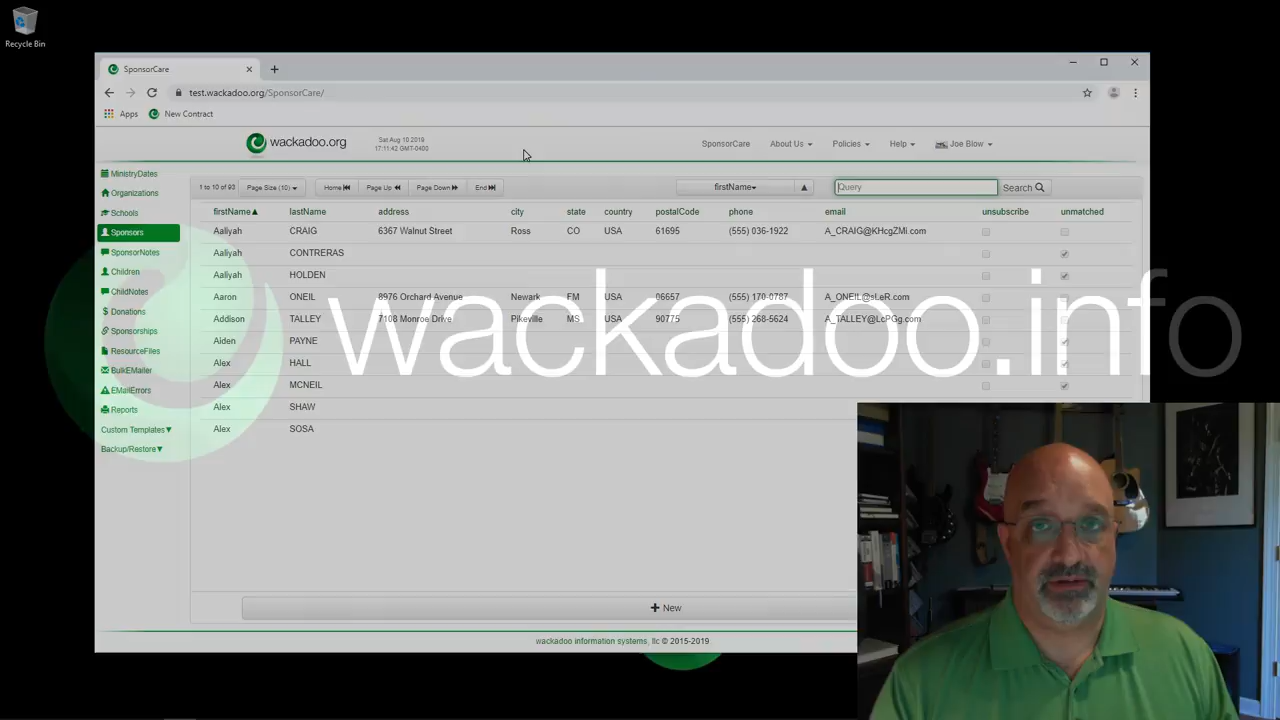 Recycle Bin
SponsorCare
test.wackadoo.org/SponsorCare/
Apps New Contract
wackadoo.org
Sat Aug 10 2019
17:11:42 GMT-0400
SponsorCare About Us Policies Help Joe Blow
MinistryDates
Organizations
Schools
Sponsors
SponsorNotes
Children
ChildNotes
Donations
Sponsorships
ResourceFiles
BulkEMailer
EMailErrors
Reports
Custom Templates▼
Backup/Restore▼
1 to 10 of 93 Page Size (10) Home Page Up Page Down End firstName Query Search
firstName▲ lastName address city state country postalCode phone email unsubscribe unmatched
Aaliyah CRAIG 6367 Walnut Street Ross CO USA 61695 (555) 036-1922 A_CRAIG@KHcgZMi.com
Aaliyah CONTRERAS
Aaliyah HOLDEN
Aaron ONEIL 8976 Orchard Avenue Newark FM USA 06657 (555) 170-0787 A_ONEIL@sLeR.com
Addison TALLEY 7108 Monroe Drive Pikeville MS USA 90775 (555) 268-5624 A_TALLEY@LcPGg.com
Aiden PAYNE
Alex HALL
Alex MCNEIL
Alex SHAW
Alex SOSA
wackadoo.info
New
wackadoo information systems, llc © 2015-2019